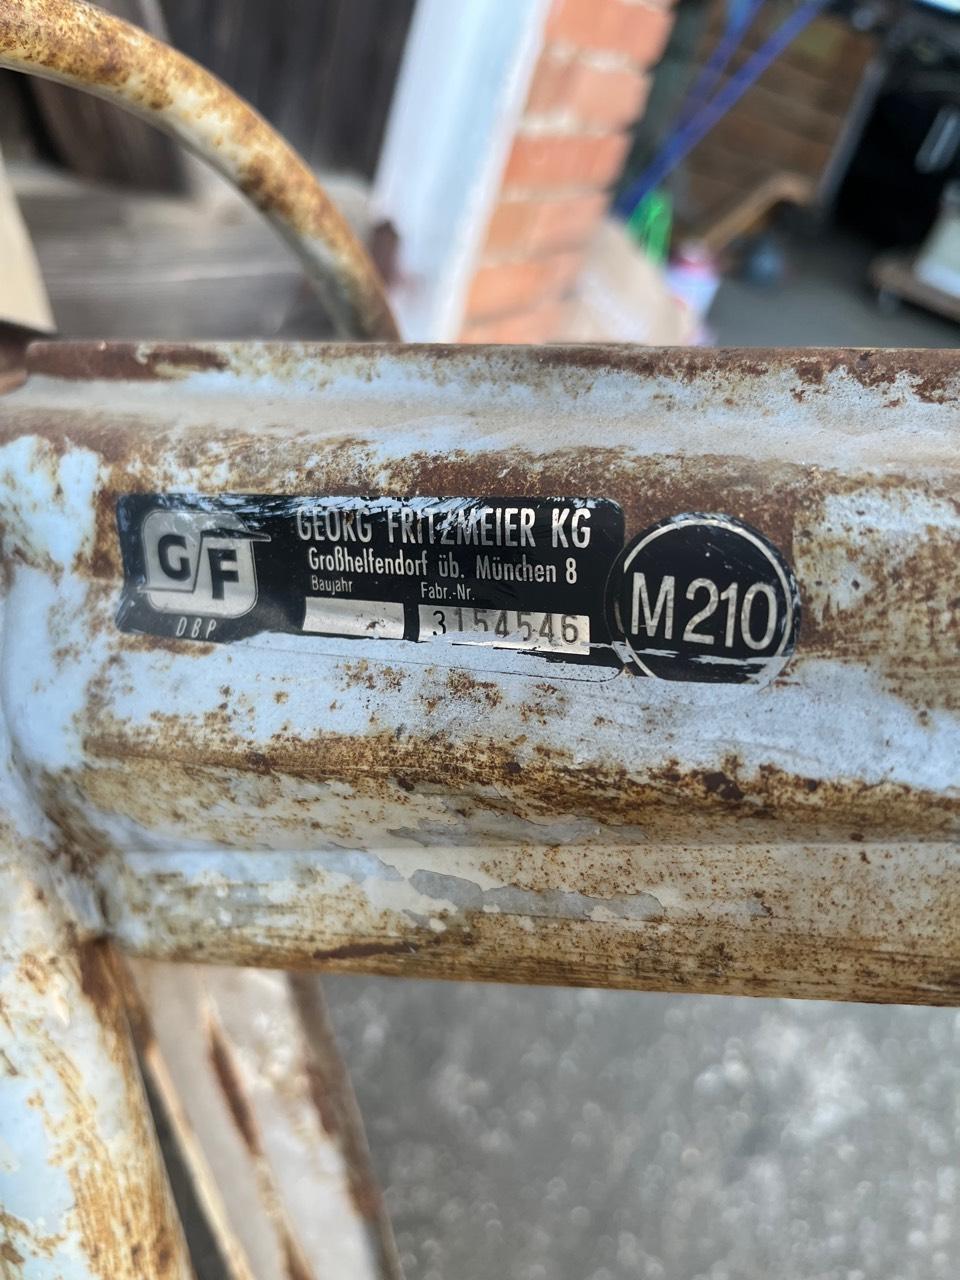 GF
DBP
GEORG FRITZMEIER KG
Großhelfendorf üb. München 8
Baujahr Fabr.-Nr.
3154546
M210